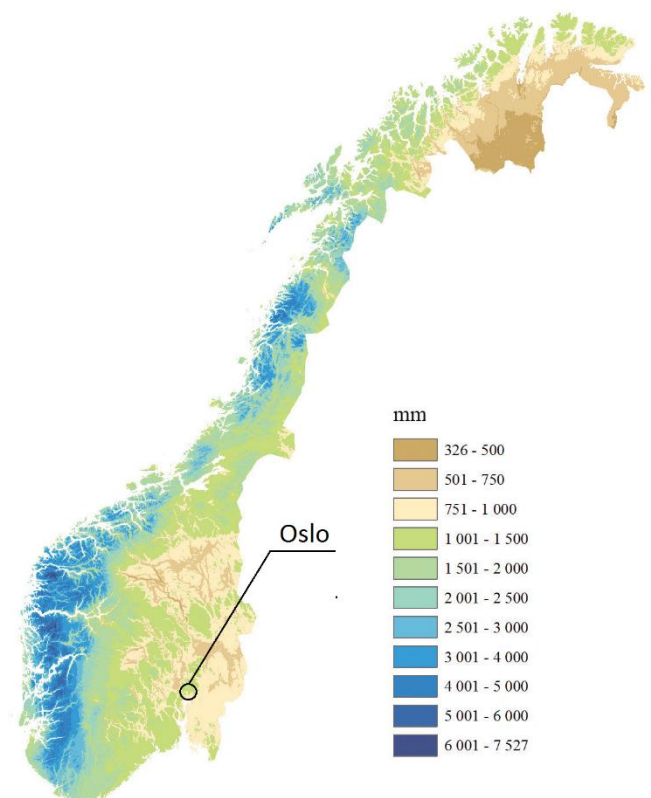 mm
326 - 500
501 - 750
751 - 1 000
1 001 - 1 500
1 501 - 2 000
2 001 - 2 500
2 501 - 3 000
3 001 - 4 000
4 001 - 5 000
5 001 - 6 000
6 001 - 7 527
Oslo